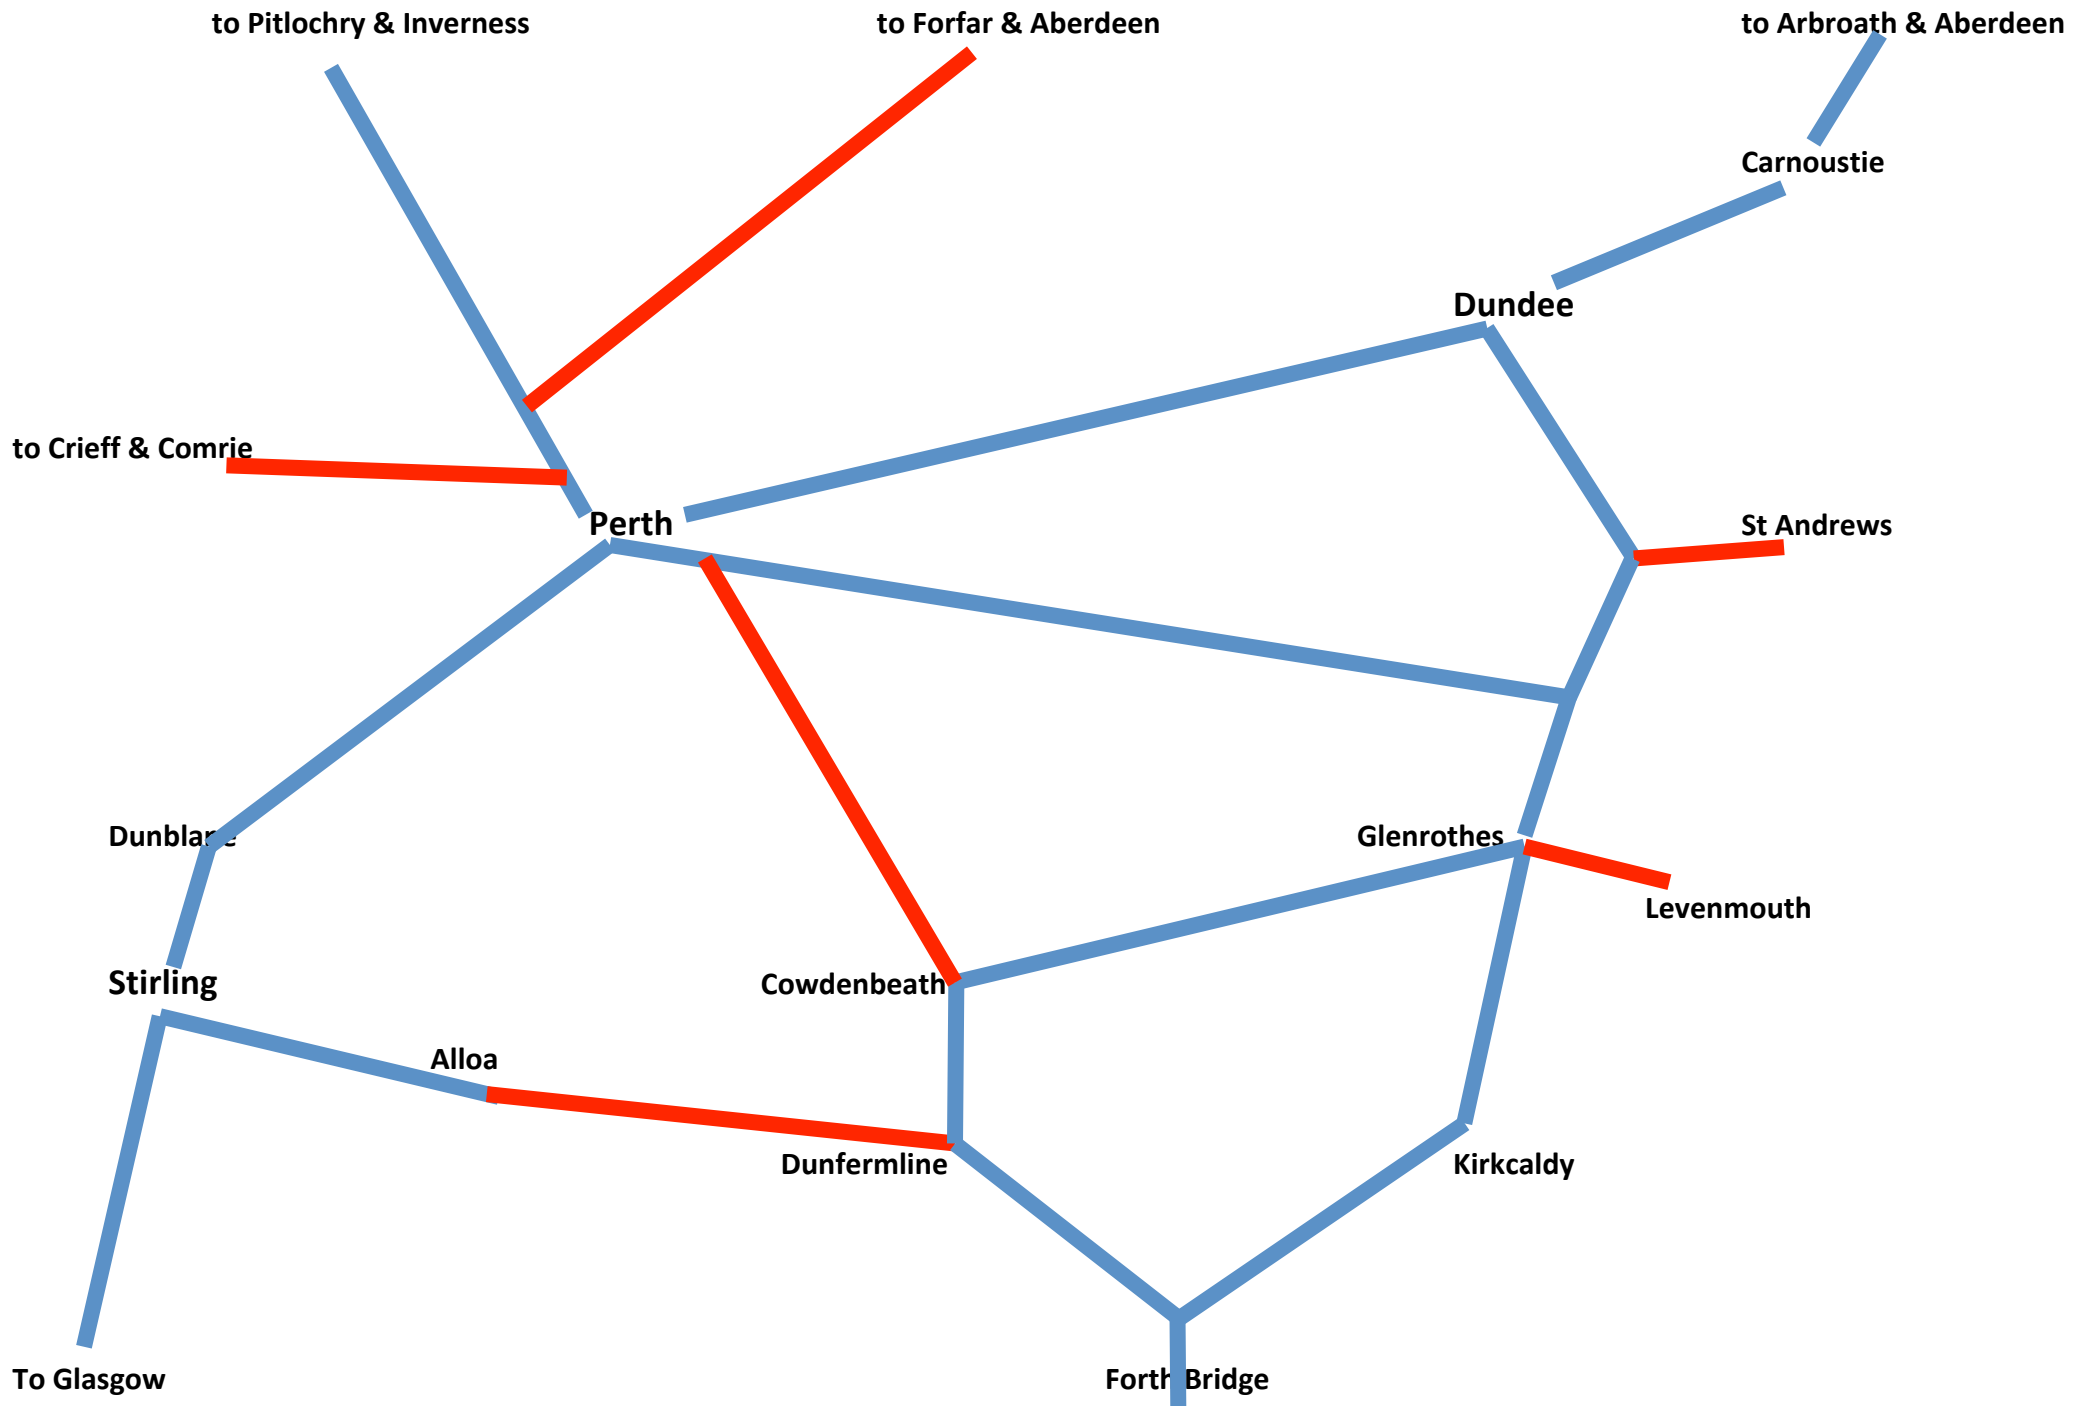 to Pitlochry & Inverness
to Forfar & Aberdeen
to Arbroath & Aberdeen
Carnoustie
Dundee
to Crieff & Comrie
Perth
St Andrews
Dunblane
Glenrothes
Levenmouth
Stirling
Cowdenbeath
Alloa
Dunfermline
Kirkcaldy
To Glasgow
Forth Bridge